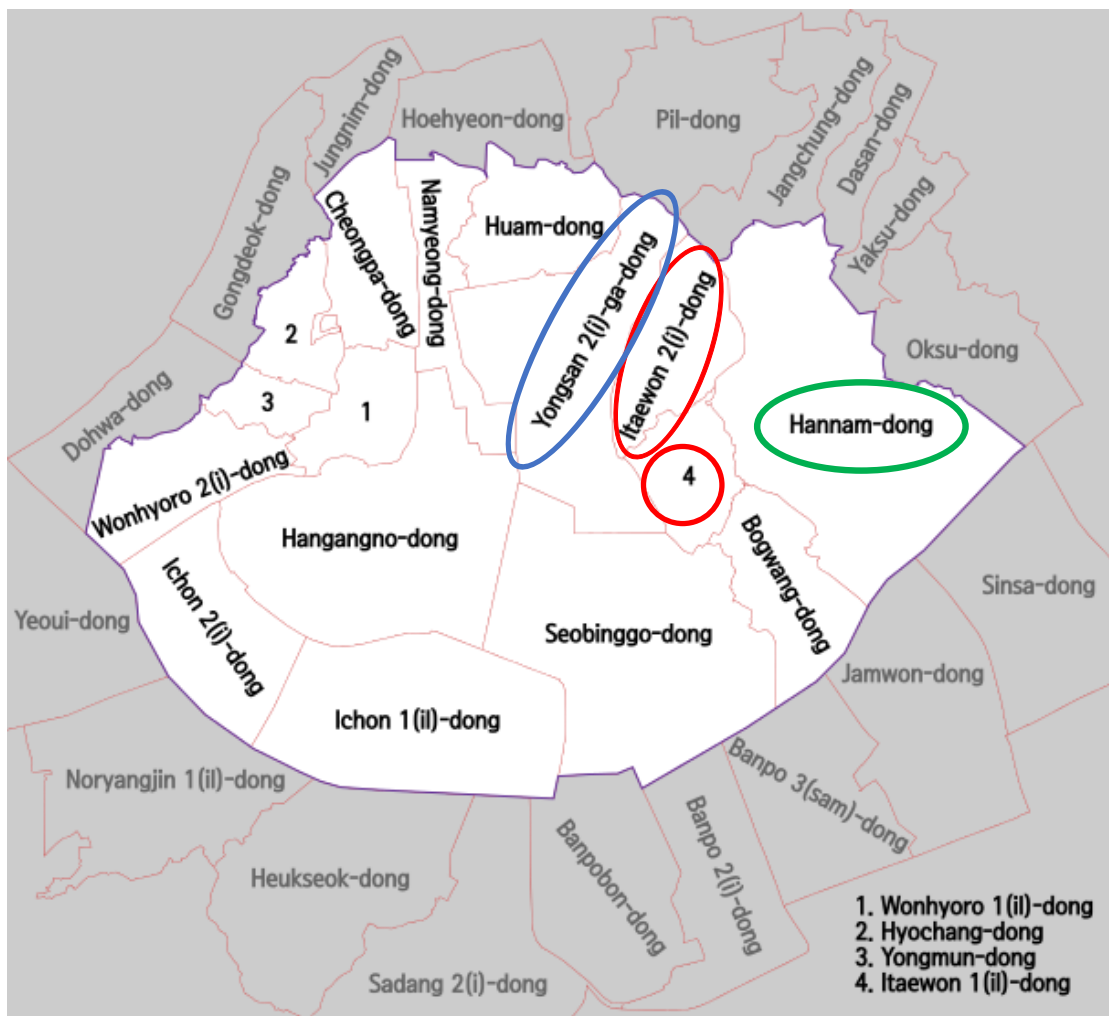 Jungnim-dong
Hoehyeon-dong
Pil-dong
Jangchung-dong
Dasan-dong
Yaksu-dong
Gongdeok-dong
Cheongpa-dong
Namyeong-dong
Huam-dong
Yongsan 2(i)-ga-dong
Itaewon 2(i)-dong
Oksu-dong
2
3
1
Dohwa-dong
Hannam-dong
4
Wonhyoro 2(i)-dong
Hangangno-dong
Bogwang-dong
Sinsa-dong
Yeoui-dong
Ichon 2(i)-dong
Seobinggo-dong
Jamwon-dong
Ichon 1(il)-dong
Noryangjin 1(il)-dong
Banpo 3(sam)-dong
Heukseok-dong
Banpobon-dong
Banpo 2(i)-dong
Sadang 2(i)-dong
1. Wonhyoro 1(il)-dong
2. Hyochang-dong
3. Yongmun-dong
4. Itaewon 1(il)-dong